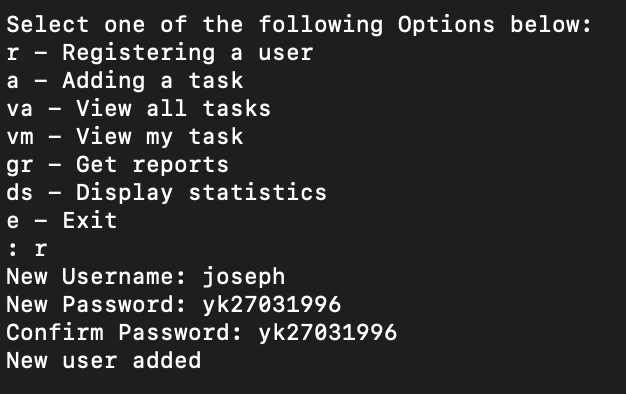 Select one of the following Options below:
r – Registering a user
a – Adding a task
va – View all tasks
vm – View my task
gr – Get reports
ds – Display statistics
e – Exit
: r
New Username: joseph
New Password: yk27031996
Confirm Password: yk27031996
New user added